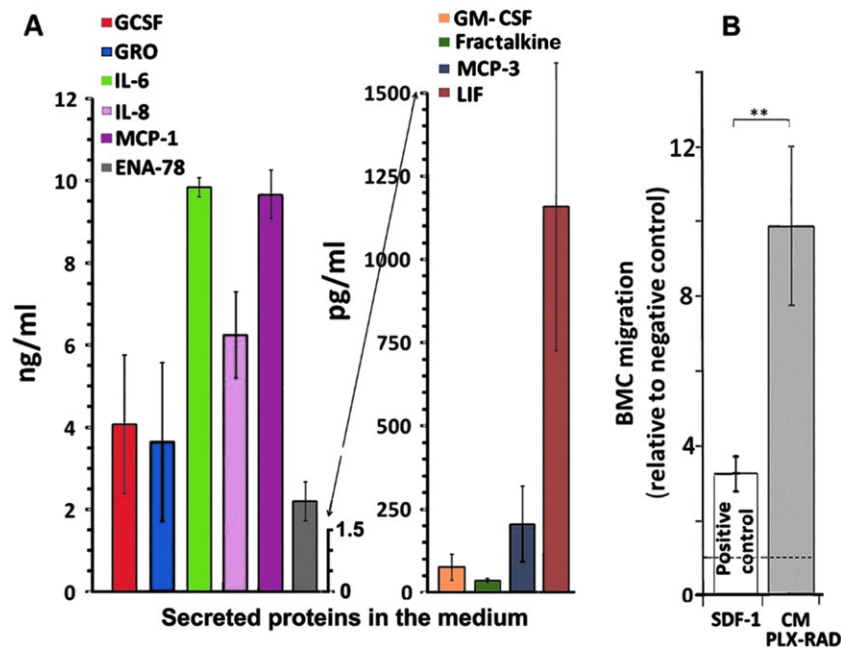 A
GCSF
GRO
IL-6
IL-8
MCP-1
ENA-78
12
10
8
6
4
2
0
ng/ml
1.5
0
GM-CSF
Fractalkine
MCP-3
LIF
1500
1250
1000
750
500
250
0
pg/ml
Secreted proteins in the medium
B
**
12
8
4
0
BMC migration
(relative to negative control)
Positive
control
SDF-1
CM
PLX-RAD